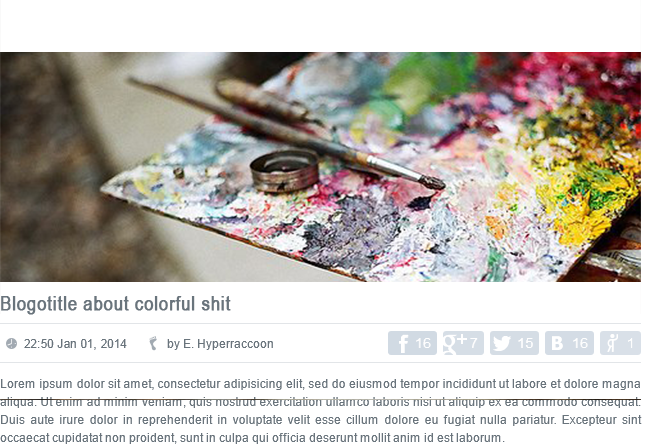 Blogotitle about colorful shit
22:50 Jan 01, 2014 by E. Hyperraccoon 16 g+ 7 15 B 16 1
Lorem ipsum dolor sit amet, consectetur adipisicing elit, sed do eiusmod tempor incididunt ut labore et dolore magna
aliqua. Ut enim ad minim veniam, quis nostrud exercitation ullamco laboris nisi ut aliquip ex ea commodo consequat.
Duis aute irure dolor in reprehenderit in voluptate velit esse cillum dolore eu fugiat nulla pariatur. Excepteur sint
occaecat cupidatat non proident, sunt in culpa qui officia deserunt mollit anim id est laborum.